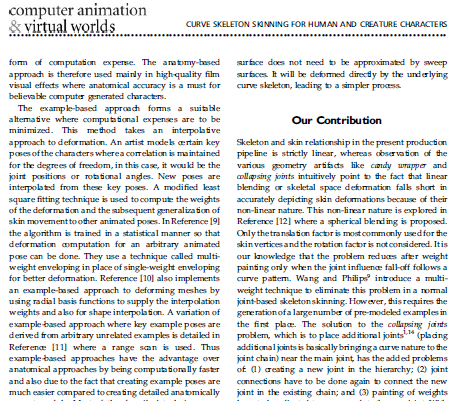 computer animation
& virtual worlds
CURVE SKELETON SKINNING FOR HUMAN AND CREATURE CHARACTERS
form of computation expense. The anatomy-based
approach is therefore used mainly in high-quality film
visual effects where anatomical accuracy is a must for
believable computer generated characters.
The example-based approach forms a suitable
alternative where computational expenses are to be
minimized. This method takes an interpolative
approach to deformation. An artist models certain key
poses of the characters where a correlation is maintained
for the degrees of freedom, in this case, it would be the
joint positions or rotational angles. New poses are
interpolated from these key poses. A modified least
square fitting technique is used to compute the weights
of the deformation and the subsequent generalization of
skin movement to other animated poses. In Reference [9]
the algorithm is trained in a statistical manner so that
deformation computation for an arbitrary animated
pose can be done. They use a technique called multi-
weight enveloping in place of single-weight enveloping
for better deformation. Reference [10] also implements
an example-based approach to deforming meshes by
using radial basis functions to supply the interpolation
weights and also for shape interpolation. A variation of
example-based approach where key example poses are
derived from arbitrary unrelated examples is detailed in
Reference [11] where a range scan is used. Thus
example-based approaches have the advantage over
anatomical approaches by being computationally faster
and also due to the fact that creating example poses are
much easier compared to creating detailed anatomically
surface does not need to be approximated by sweep
surfaces. It will be deformed directly by the underlying
curve skeleton, leading to a simpler process.
Our Contribution
Skeleton and skin relationship in the present production
pipeline is strictly linear, whereas observation of the
various geometry artifacts like candy wrapper and
collapsing joints intuitively point to the fact that linear
blending or skeletal space deformation falls short in
accurately depicting skin deformations because of their
non-linear nature. This non-linear nature is explored in
Reference [12] where a spherical blending is proposed.
Only the translation factor is most commonly used for the
skin vertices and the rotation factor is not considered. It is
our knowledge that the problem reduces after weight
painting only when the joint influence fall-off follows a
curve pattern. Wang and Philips9 introduce a multi-
weight technique to eliminate this problem in a normal
joint-based skeleton skinning. However, this requires the
generation of a large number of pre-modeled examples in
the first place. The solution to the collapsing joints
problem, which is to place additional joints1,14 (placing
additional joints is basically bringing a curve nature to the
joint chain) near the main joint, has the added problems
of: (1) creating a new joint in the hierarchy; (2) joint
connections have to be done again to connect the new
joint in the existing chain; and (3) painting of weights